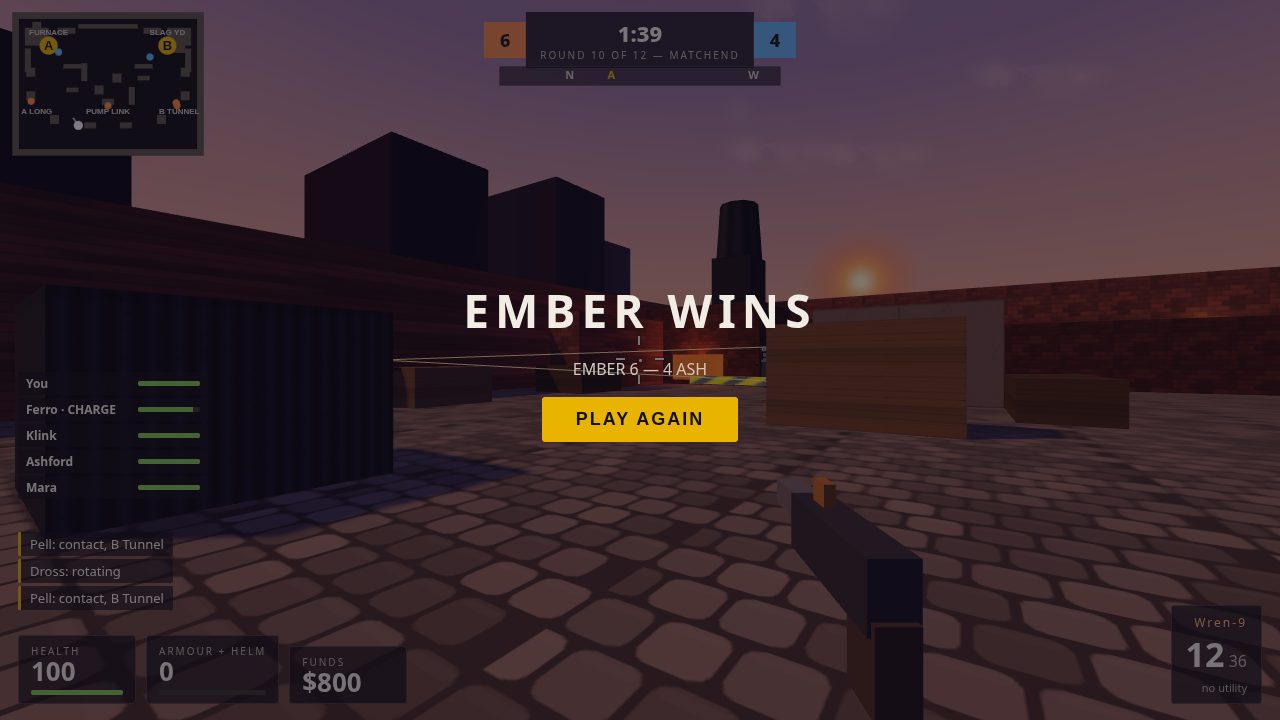 FURNACE
SLAG YD
A
B
A LONG
PUMP LINK
B TUNNEL
6
1:39
ROUND 10 OF 12 — MATCHEND
4
N
A
W
EMBER WINS
EMBER 6 — 4 ASH
PLAY AGAIN
You
Ferro · CHARGE
Klink
Ashford
Mara
Pell: contact, B Tunnel
Dross: rotating
Pell: contact, B Tunnel
HEALTH
100
ARMOUR + HELM
0
FUNDS
$800
Wren-9
12 36
no utility